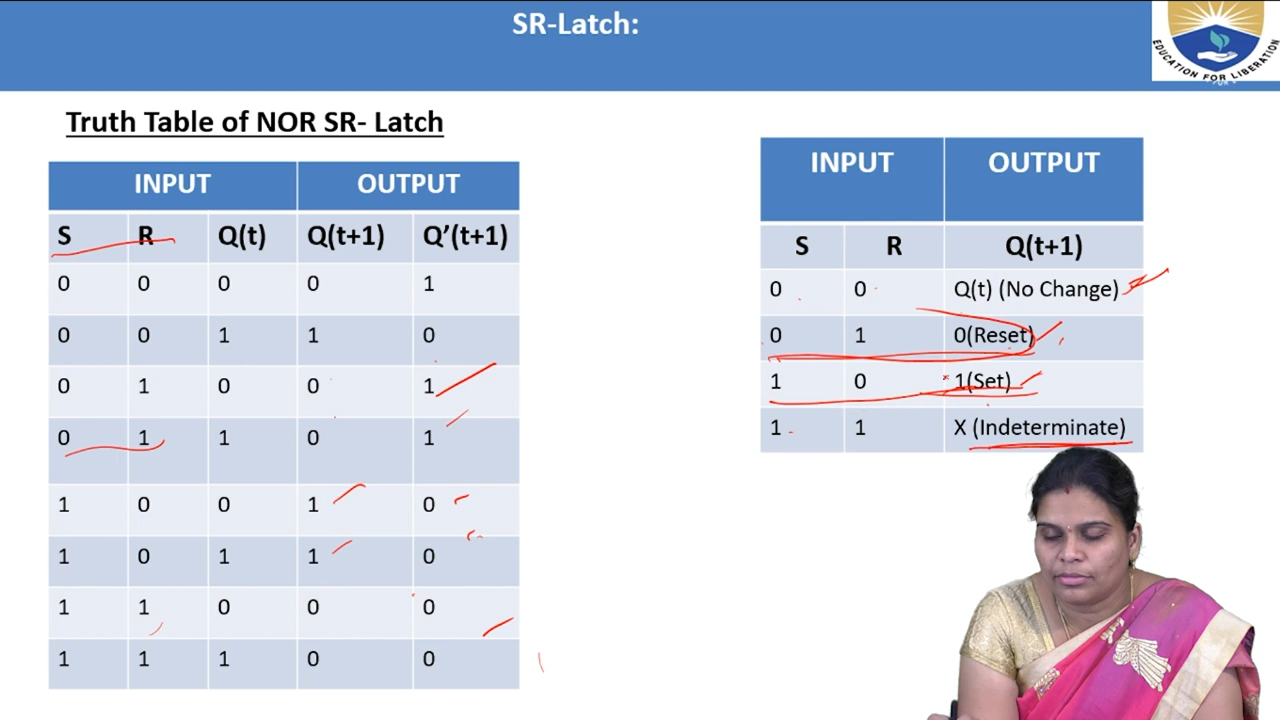 SR-Latch:
EDUCATION FOR LIBERATION
Truth Table of NOR SR- Latch
INPUT OUTPUT
S R Q(t) Q(t+1) Q’(t+1)
0 0 0 0 1
0 0 1 1 0
0 1 0 0 1
0 1 1 0 1
1 0 0 1 0
1 0 1 1 0
1 1 0 0 0
1 1 1 0 0
INPUT OUTPUT
S R Q(t+1)
0 0 Q(t) (No Change)
0 1 0(Reset)
1 0 1(Set)
1 1 X (Indeterminate)